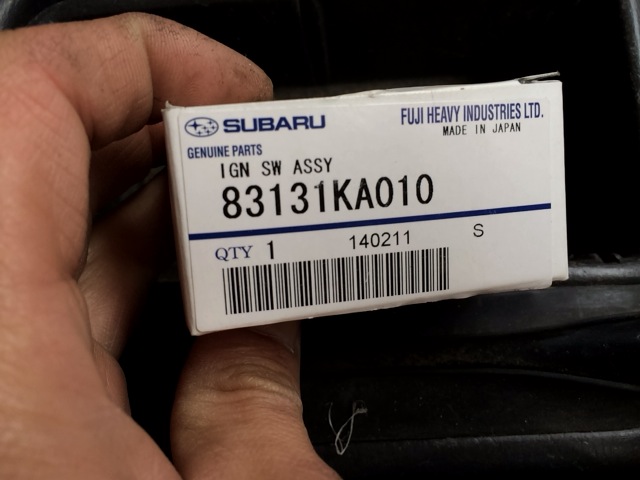 SUBARU
FUJI HEAVY INDUSTRIES LTD.
MADE IN JAPAN
GENUINE PARTS
IGN SW ASSY
83131KA010
QTY 1 140211 S